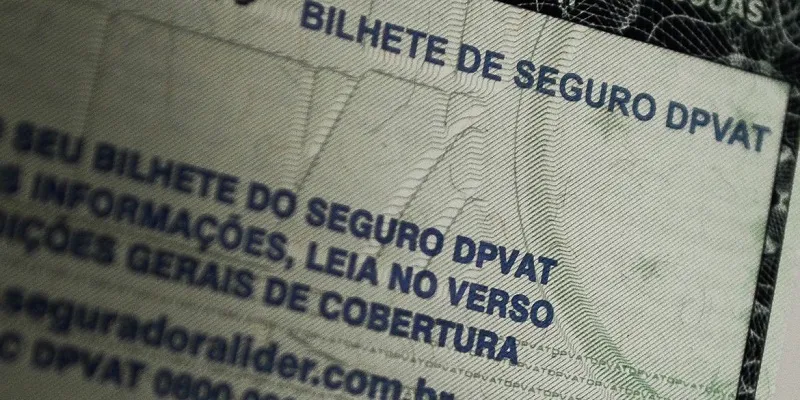 BILHETE DE SEGURO DPVAT
SEU BILHETE DO SEGURO DPVAT
INFORMAÇÕES, LEIA NO VERSO
GERAIS DE COBERTURA
seguradoralider.com.br
DPVAT 0800